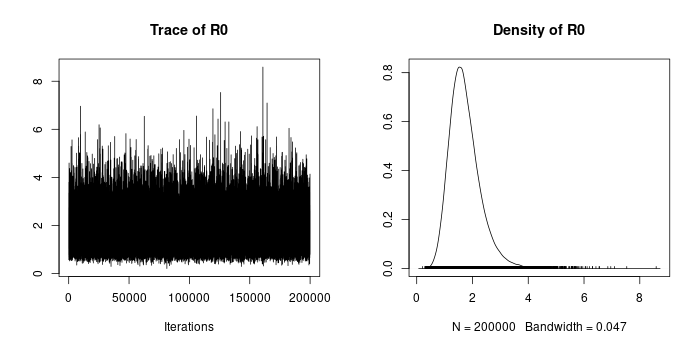 Trace of R0
8
6
4
2
0
0 50000 100000 150000 200000
Iterations
Density of R0
0.8
0.6
0.4
0.2
0.0
0 2 4 6 8
N = 200000 Bandwidth = 0.047